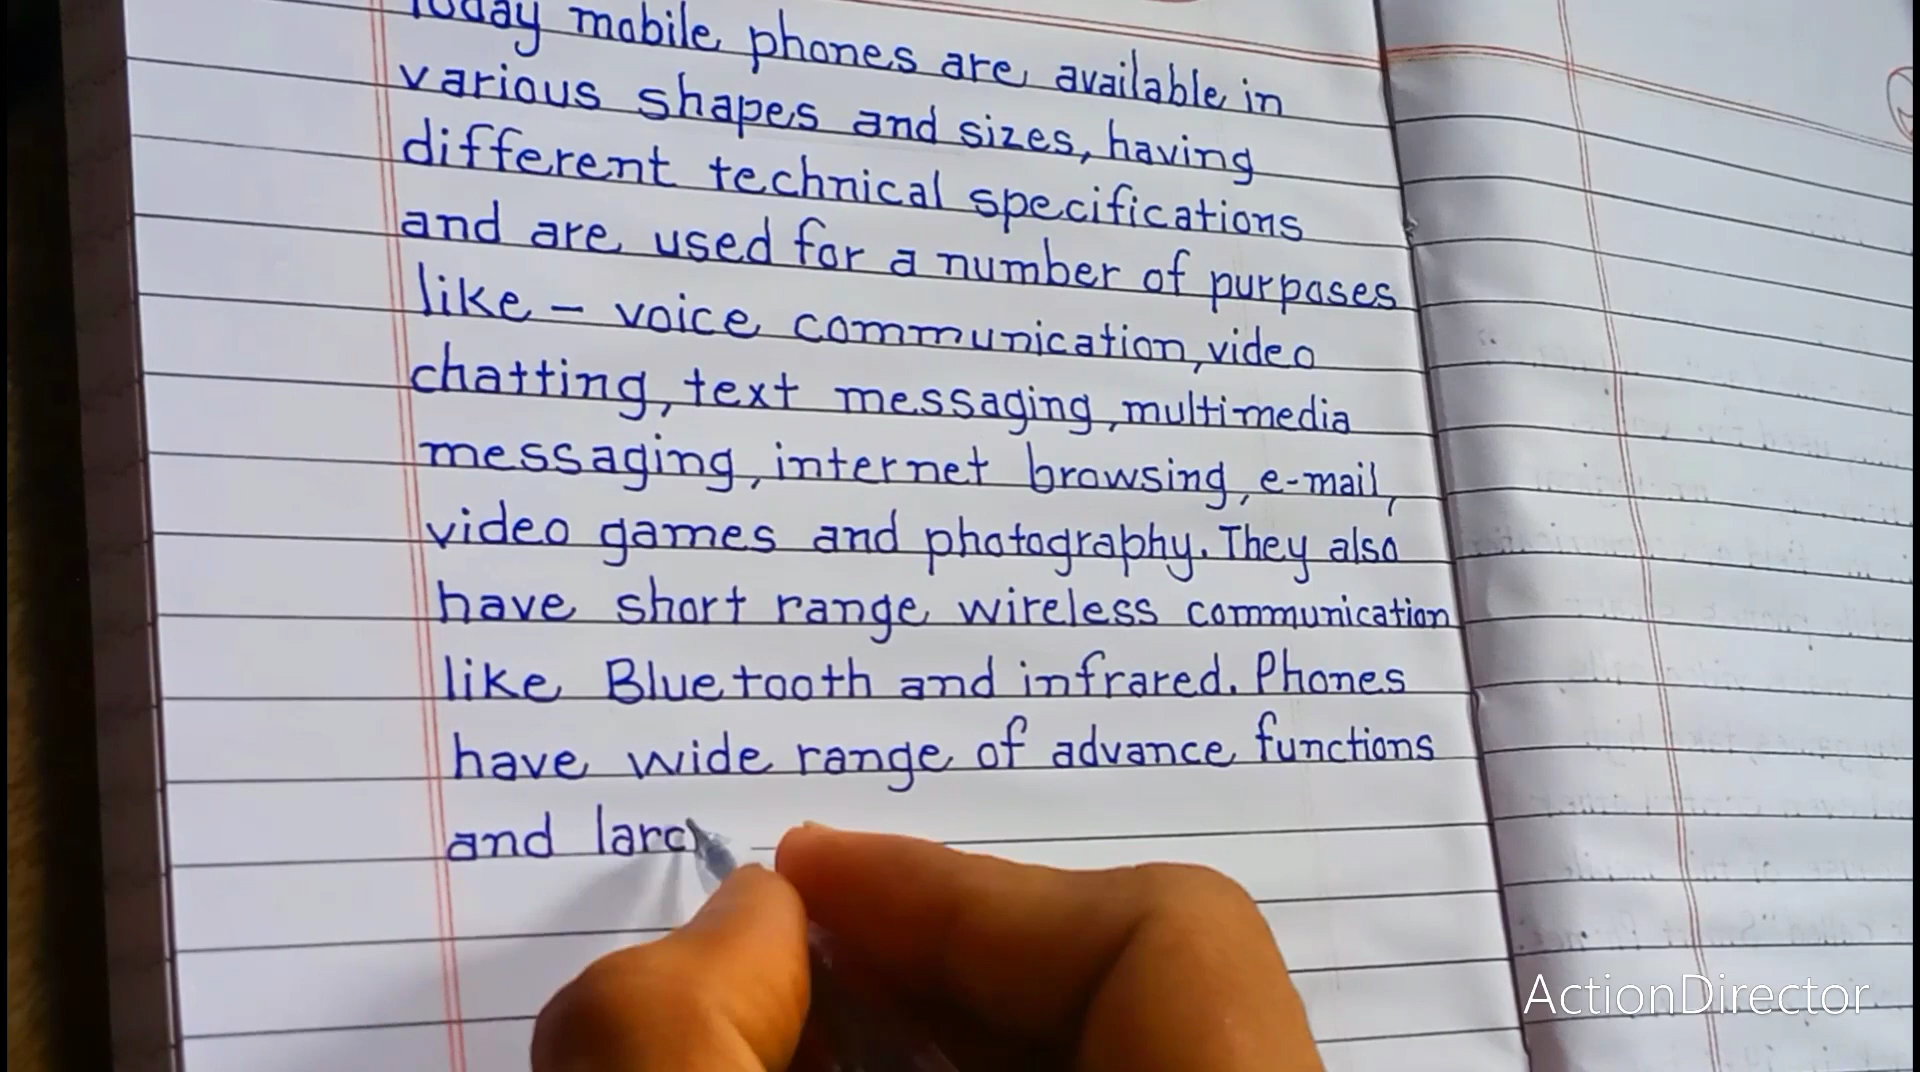 Today mobile phones are available in
various shapes and sizes, having
different technical specifications
and are used for a number of purposes
like - voice communication, video
chatting, text messaging, multimedia
messaging, internet browsing, e-mail,
video games and photography. They also
have short range wireless communication
like Bluetooth and infrared. Phones
have wide range of advance functions
and
ActionDirector